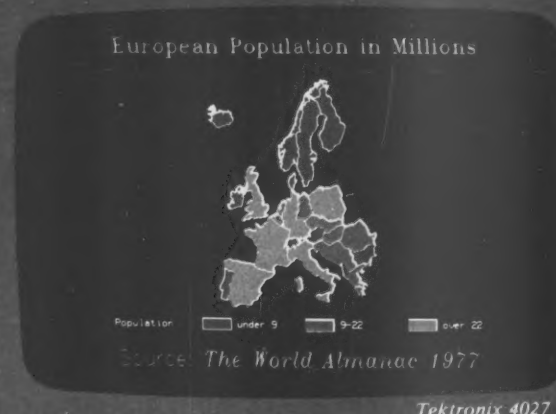 European Population in Millions
Population under 9 9-22 over 22
Source: The World Almanac 1977
Tektronix 4027